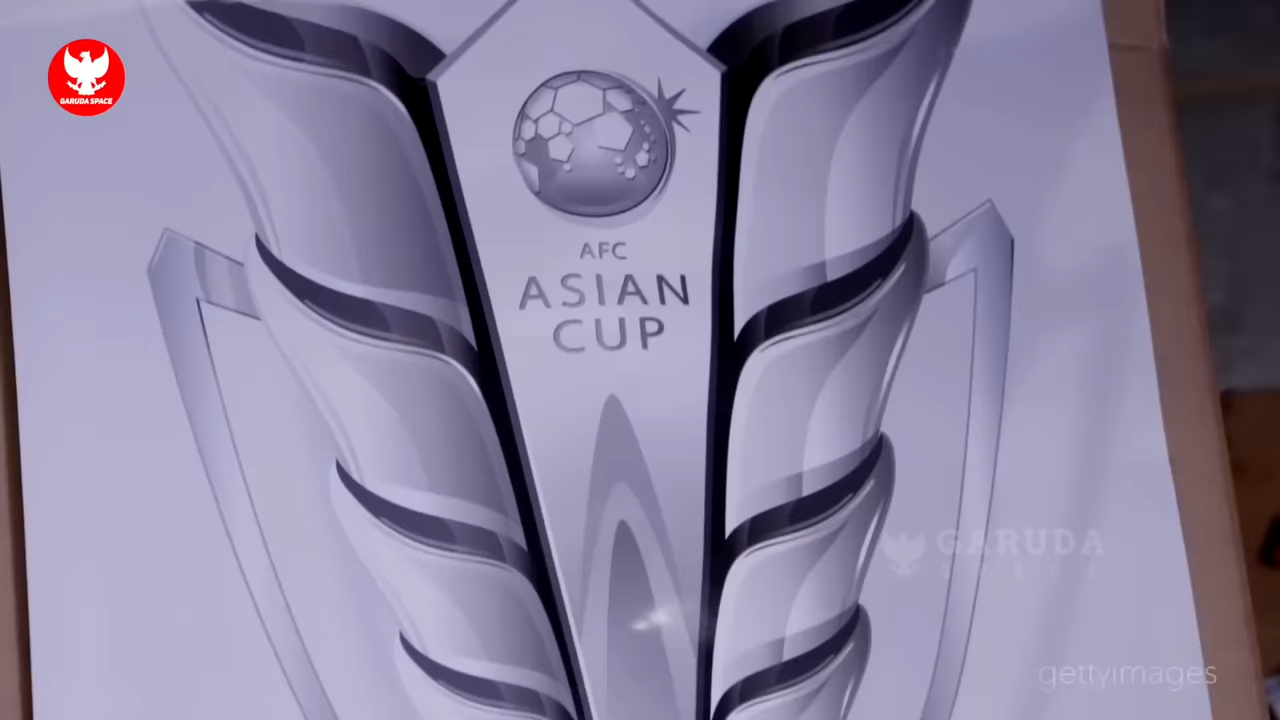 GARUDA SPACE
AFC
ASIAN
CUP
GARUDA
gettyimages